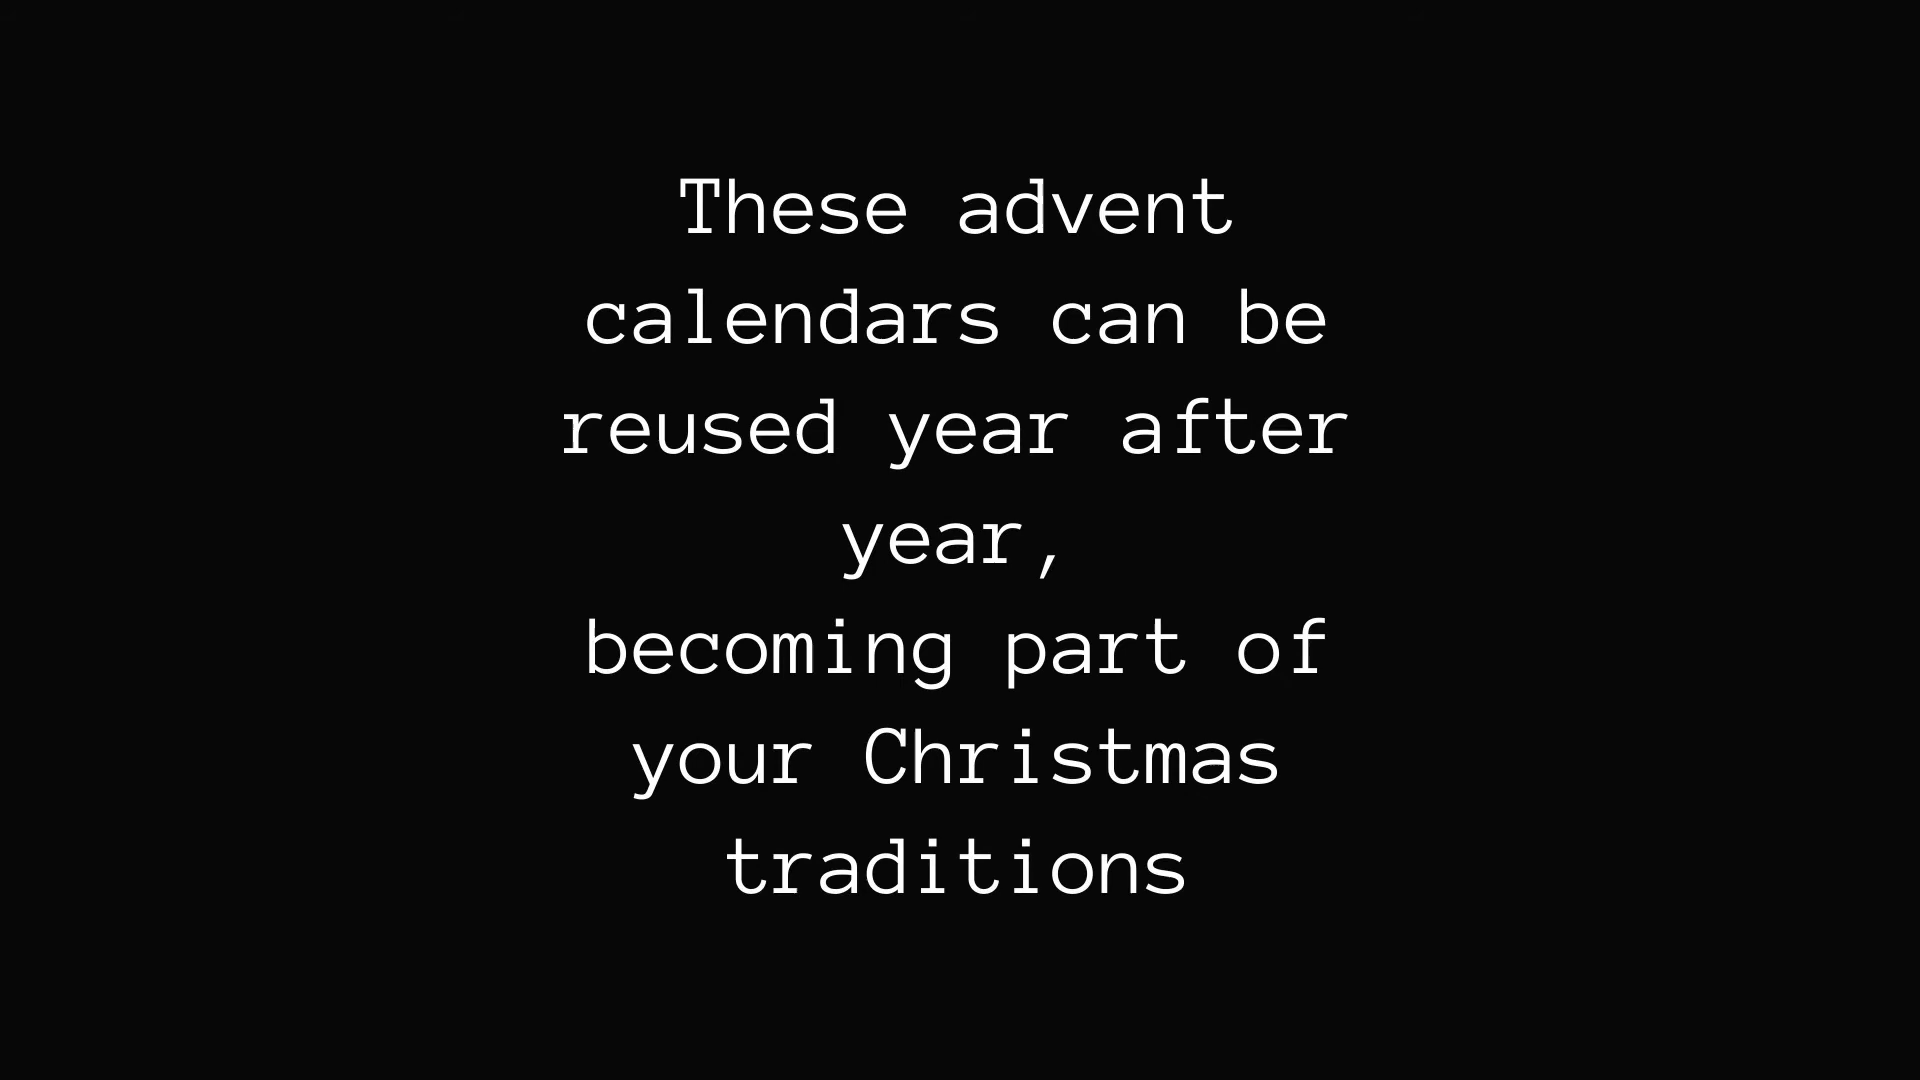 These advent
calendars can be
reused year after
year,
becoming part of
your Christmas
traditions